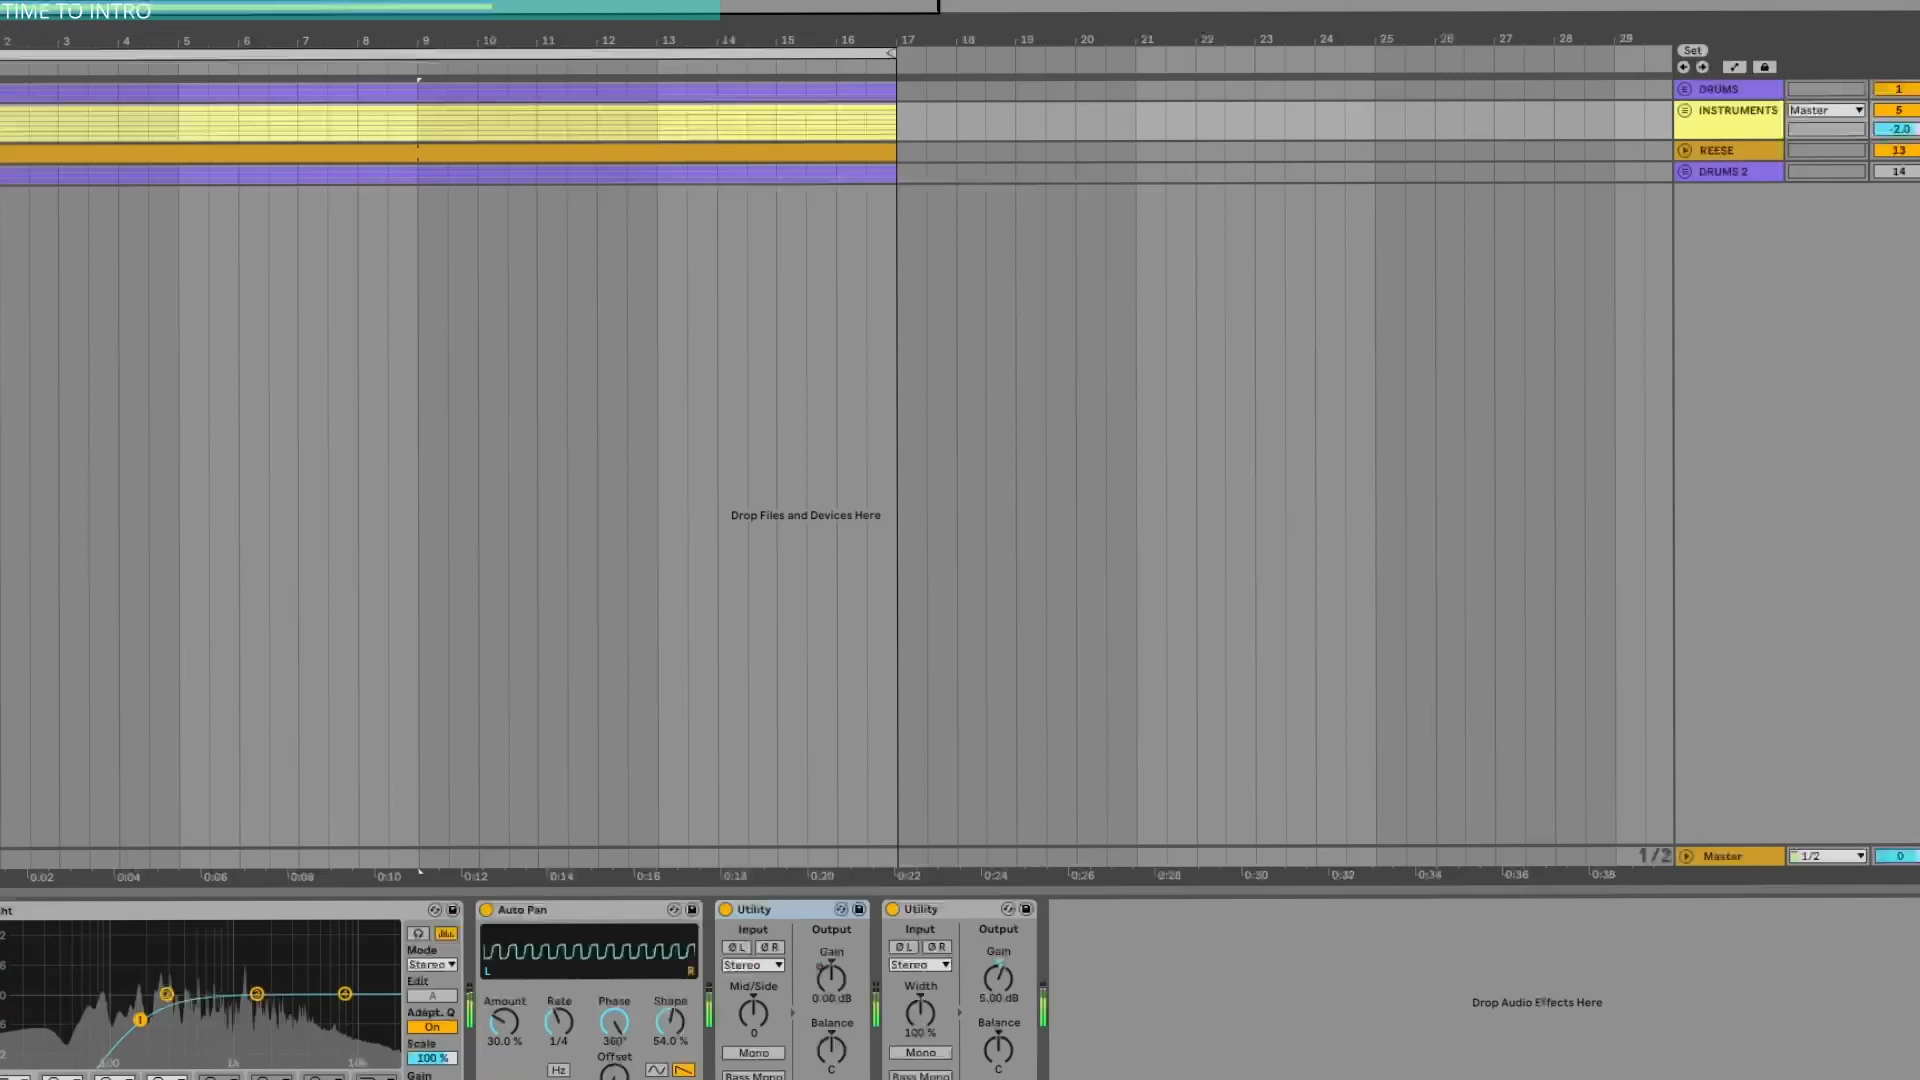 TIME TO INTRO
2 3 4 5 6 7 8 9 10 11 12 13 14 15 16 17 18 19 20 21 22 23 24 25 26 27 28 29
Set
DRUMS 1
INSTRUMENTS Master 5
-2.0
REESE 13
DRUMS 2 14
Drop Files and Devices Here
1/2 Master 1/2 0
0:02 0:04 0:06 0:08 0:10 0:12 0:14 0:16 0:18 0:20 0:22 0:24 0:26 0:28 0:30 0:32 0:34 0:36 0:38
ht Auto Pan Utility Utility
Mode
Stereo
Edit
A
Adapt. Q
On
Scale
100 %
Gain
100 1k 10k
L R
Amount Rate Phase Shape
30.0 % 1/4 360° 54.0 %
Offset
Hz
Input Output
Ø L Ø R Gain
Stereo
0.00 dB
Mid/Side
0
Balance
Mono
C
Bass Mono
Input Output
Ø L Ø R Gain
Stereo
5.00 dB
Width
100 %
Balance
Mono
C
Bass Mono
Drop Audio Effects Here